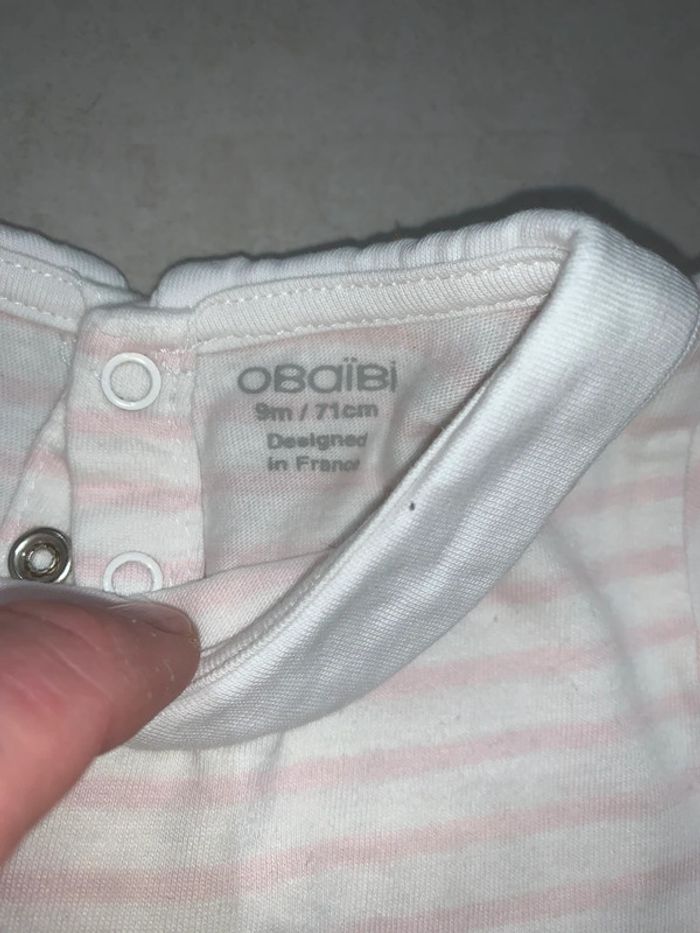 OBaïBi
9m / 71cm
Designed
in France